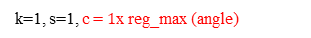 k=1, s=1, c = 1x reg_max (angle)